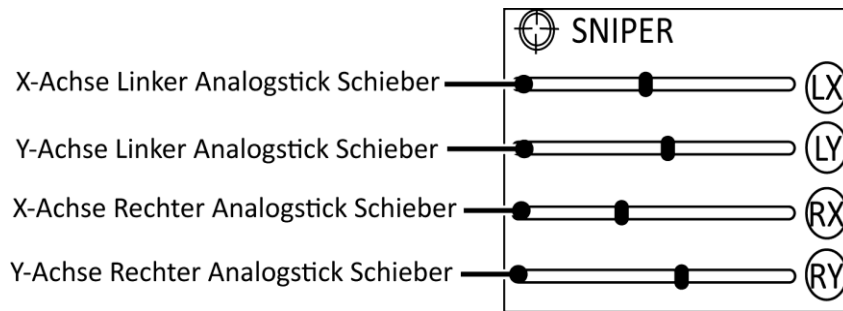 SNIPER
X-Achse Linker Analogstick Schieber LX
Y-Achse Linker Analogstick Schieber LY
X-Achse Rechter Analogstick Schieber RX
Y-Achse Rechter Analogstick Schieber RY